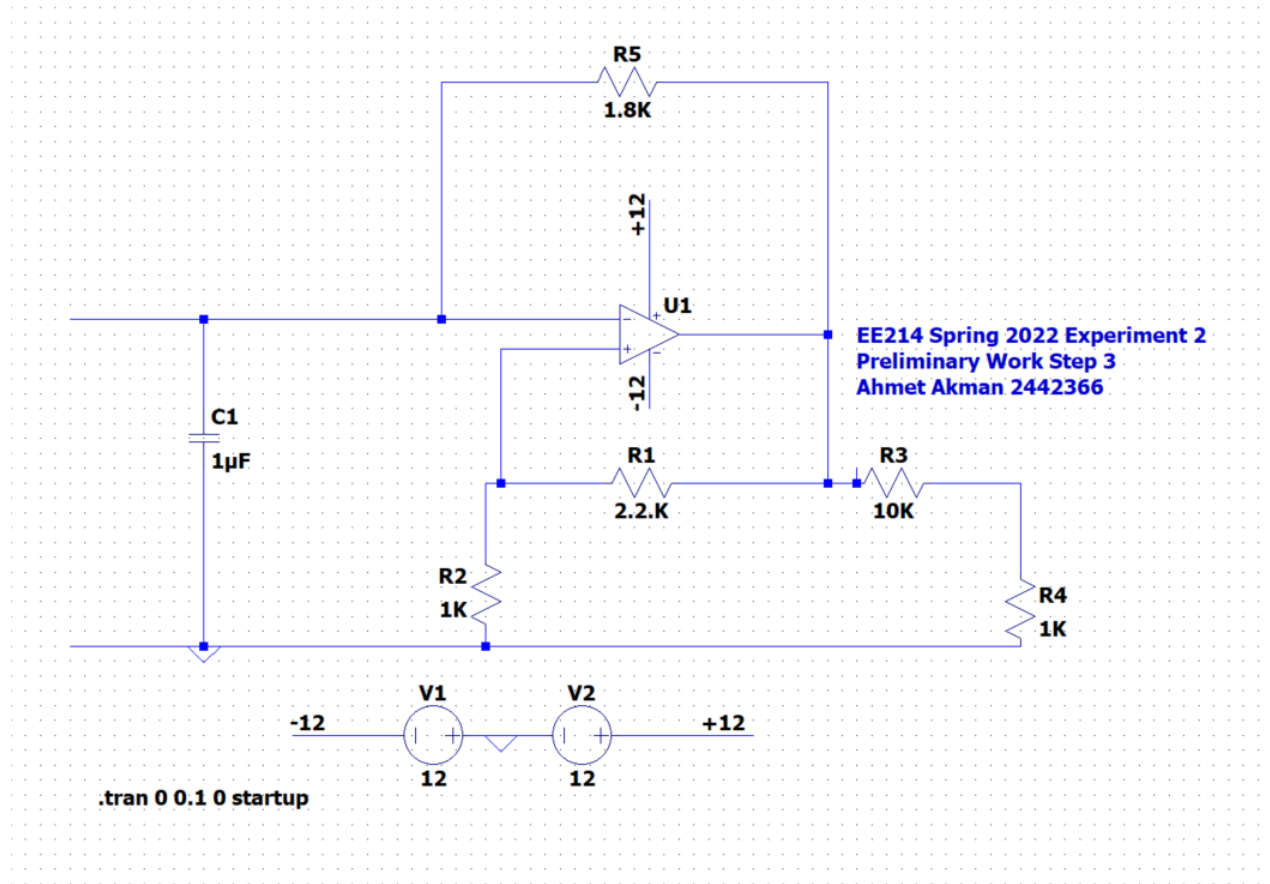 R5
1.8K
+12
U1
-12
EE214 Spring 2022 Experiment 2
Preliminary Work Step 3
Ahmet Akman 2442366
C1
1µF
R1
2.2.K
R3
10K
R2
1K
R4
1K
V1
V2
-12
+12
12
12
.tran 0 0.1 0 startup